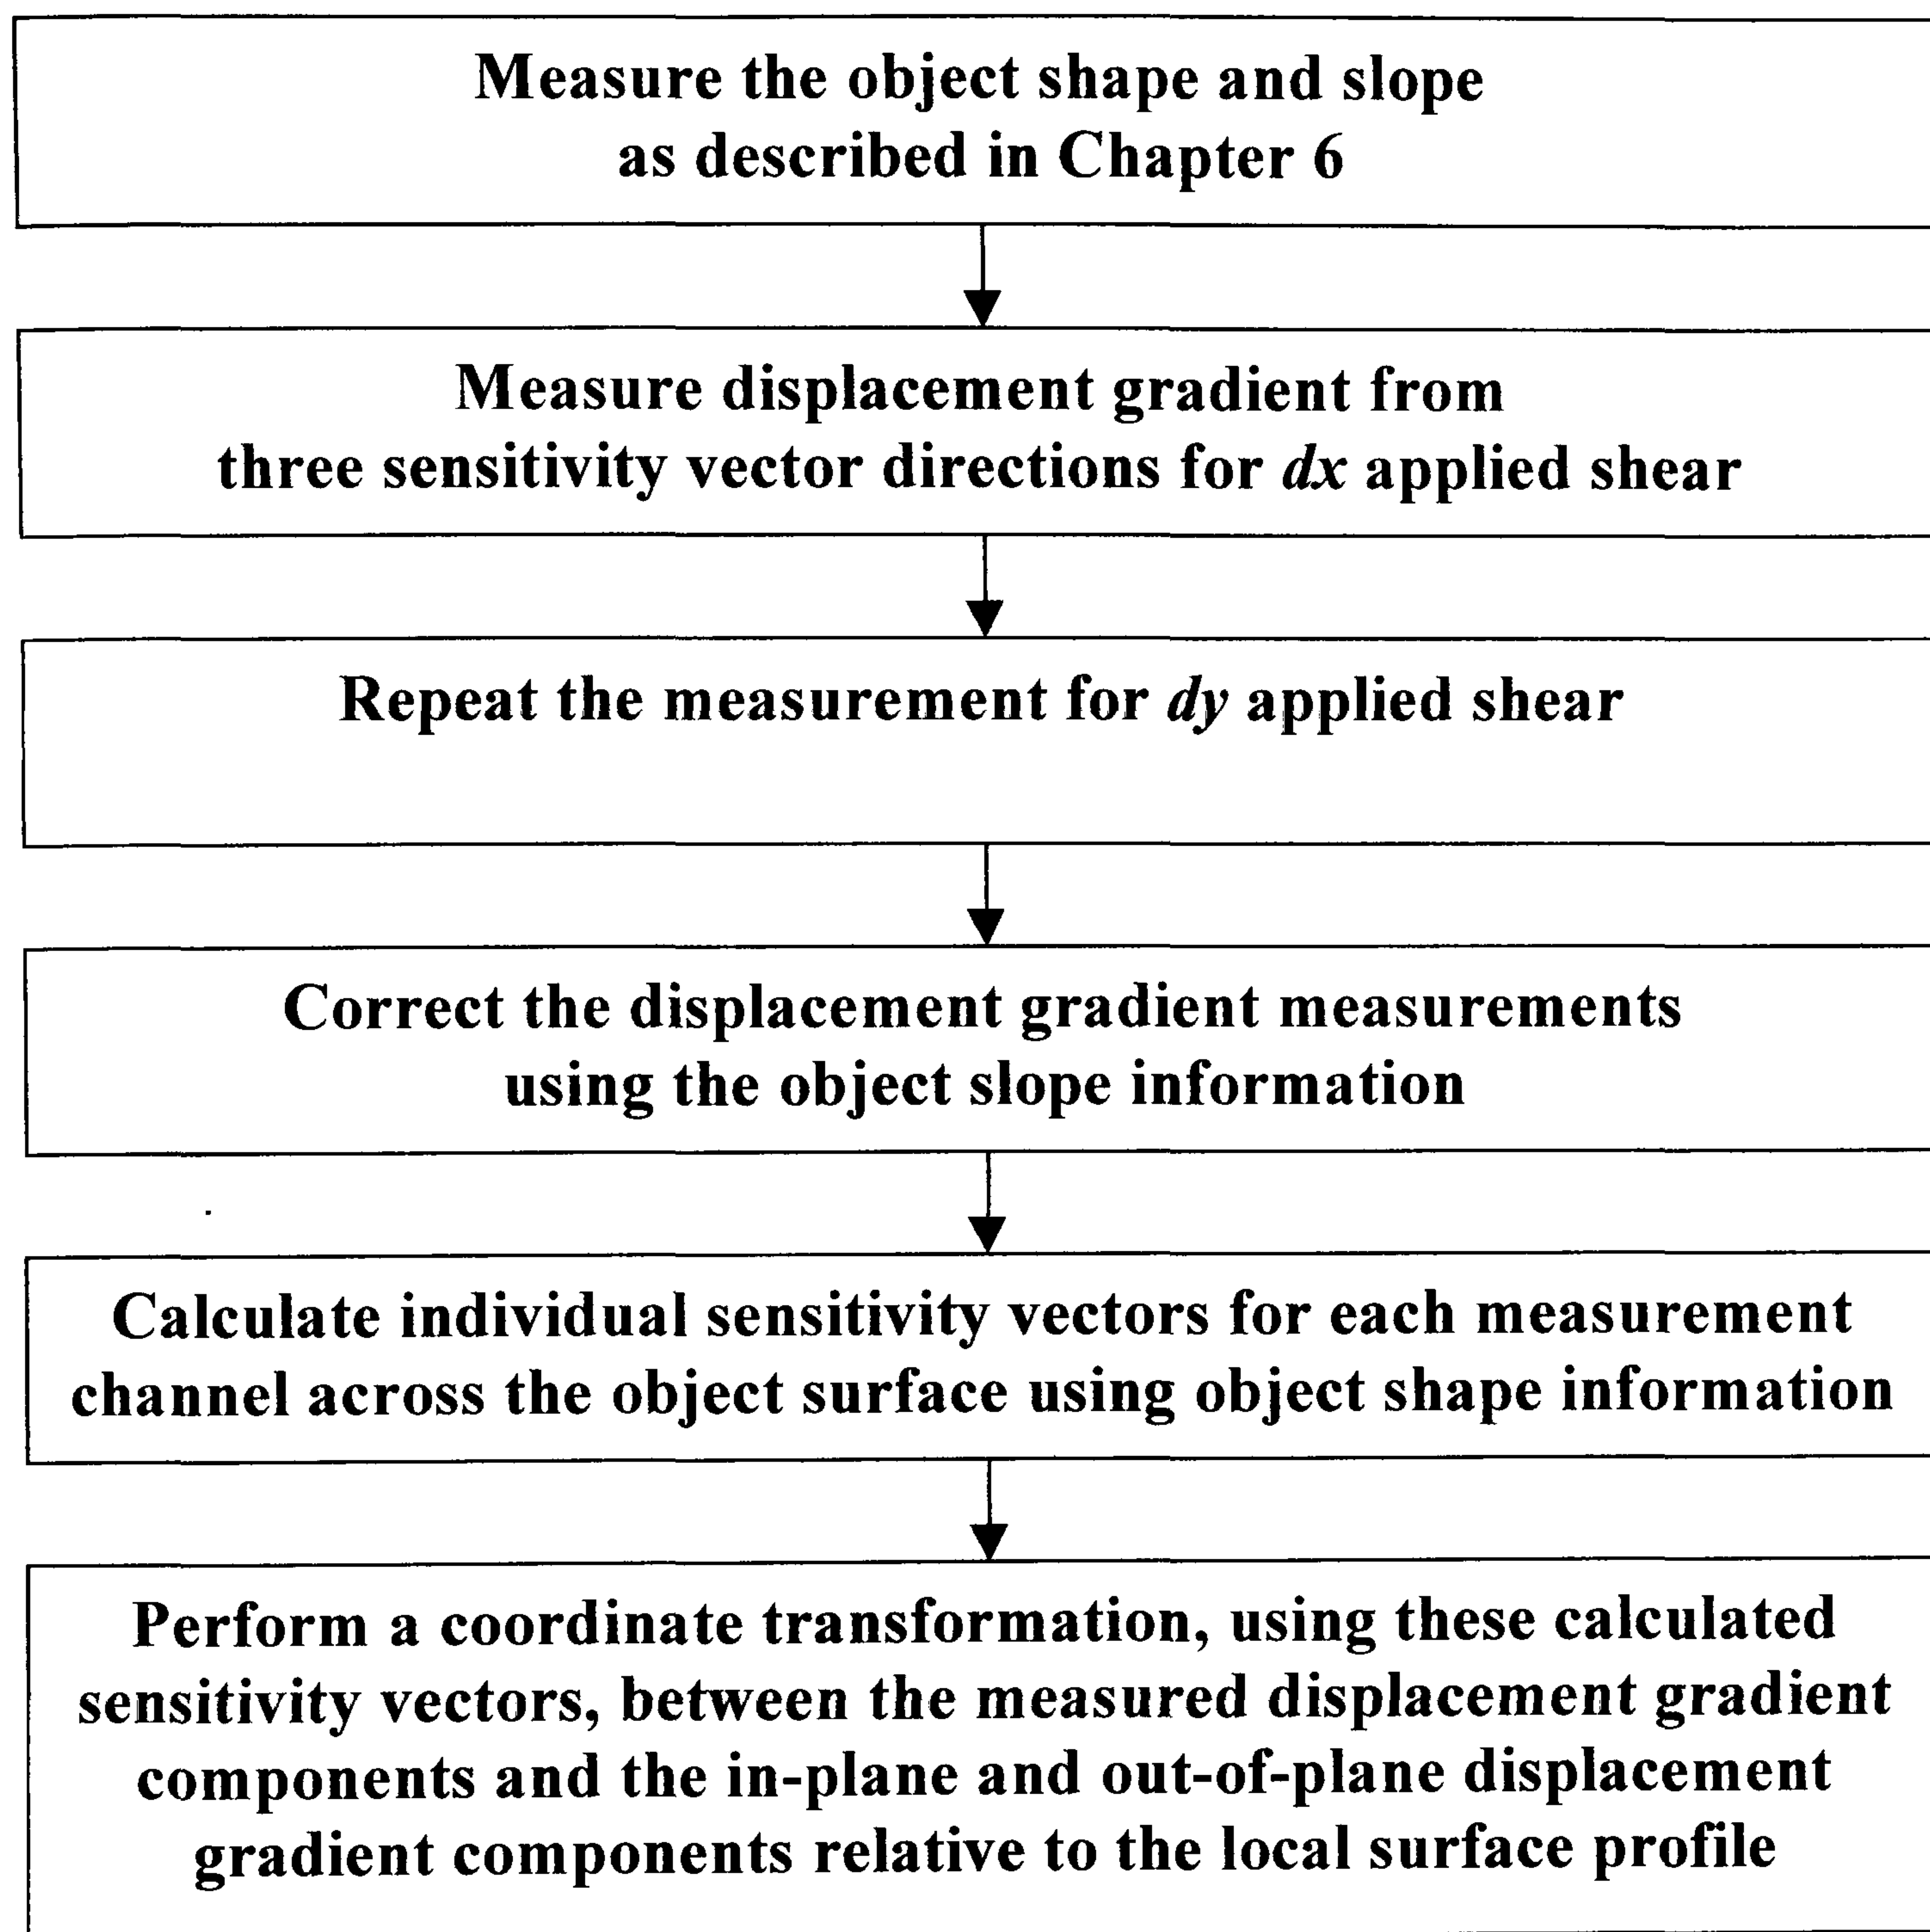 Measure the object shape and slope
as described in Chapter 6
Measure displacement gradient from
three sensitivity vector directions for dx applied shear
Repeat the measurement for dy applied shear
Correct the displacement gradient measurements
using the object slope information
Calculate individual sensitivity vectors for each measurement
channel across the object surface using object shape information
Perform a coordinate transformation, using these calculated
sensitivity vectors, between the measured displacement gradient
components and the in-plane and out-of-plane displacement
gradient components relative to the local surface profile